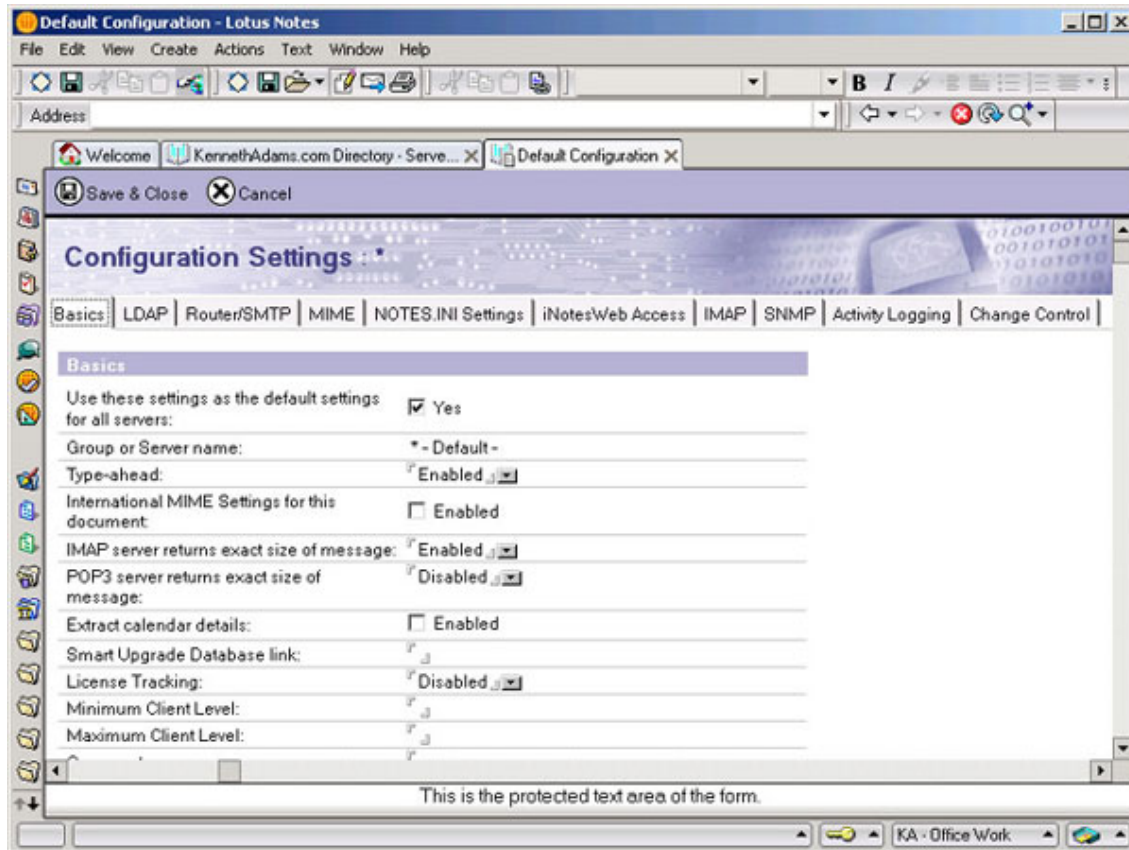 Default Configuration - Lotus Notes
File Edit View Create Actions Text Window Help
B I
Address
Welcome KennethAdams.com Directory - Serve... Default Configuration
Save & Close Cancel
Configuration Settings : *
Basics LDAP Router/SMTP MIME NOTES.INI Settings iNotesWeb Access IMAP SNMP Activity Logging Change Control
Basics
Use these settings as the default settings
for all servers:
Yes
Group or Server name: * - Default -
Type-ahead: Enabled
International MIME Settings for this
document:
Enabled
IMAP server returns exact size of message: Enabled
POP3 server returns exact size of
message:
Disabled
Extract calendar details: Enabled
Smart Upgrade Database link:
License Tracking: Disabled
Minimum Client Level:
Maximum Client Level:
This is the protected text area of the form.
KA - Office Work